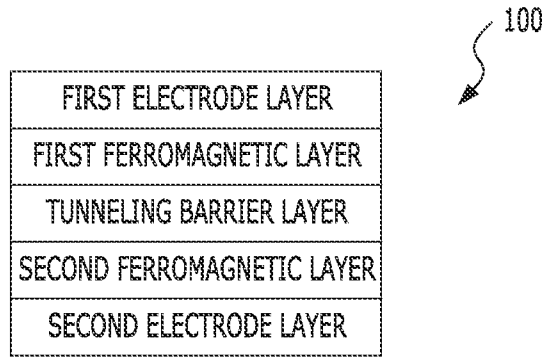 100
FIRST ELECTRODE LAYER
FIRST FERROMAGNETIC LAYER
TUNNELING BARRIER LAYER
SECOND FERROMAGNETIC LAYER
SECOND ELECTRODE LAYER